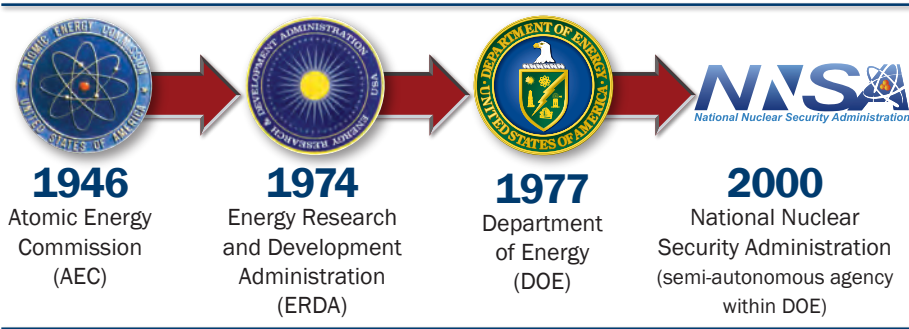 ATOMIC ENERGY COMMISSION
UNITED STATES OF AMERICA
ENERGY RESEARCH & DEVELOPMENT ADMINISTRATION
USA
DEPARTMENT OF ENERGY
UNITED STATES OF AMERICA
NNSA
National Nuclear Security Administration
1946
Atomic Energy
Commission
(AEC)
1974
Energy Research
and Development
Administration
(ERDA)
1977
Department
of Energy
(DOE)
2000
National Nuclear
Security Administration
(semi-autonomous agency
within DOE)